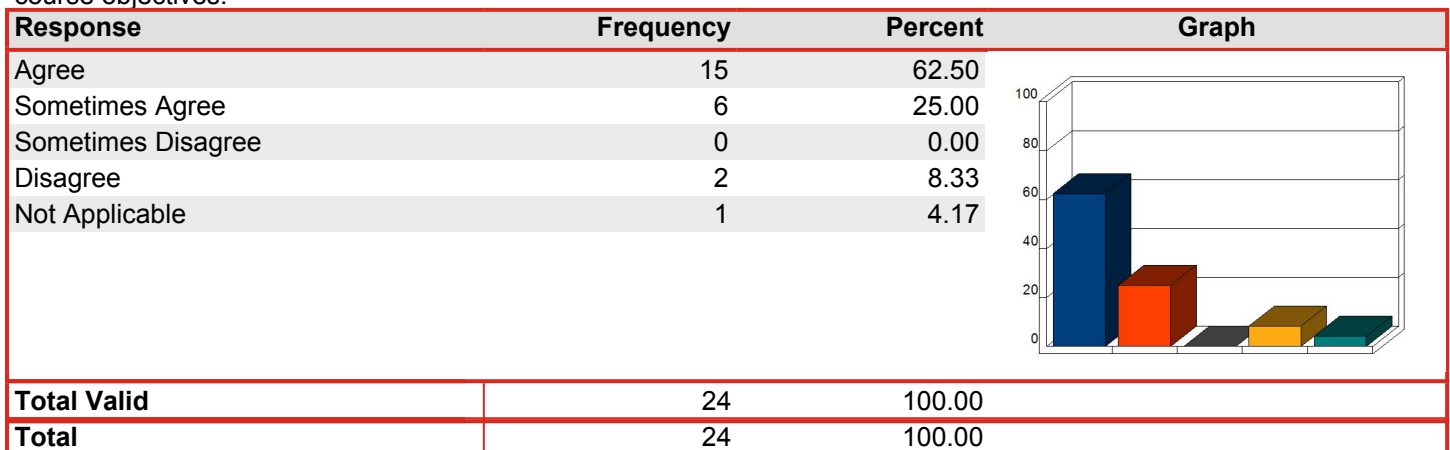 course objectives.
Response Frequency Percent Graph
Agree 15 62.50
Sometimes Agree 6 25.00
Sometimes Disagree 0 0.00
Disagree 2 8.33
Not Applicable 1 4.17
100
80
60
40
20
0
Total Valid 24 100.00
Total 24 100.00